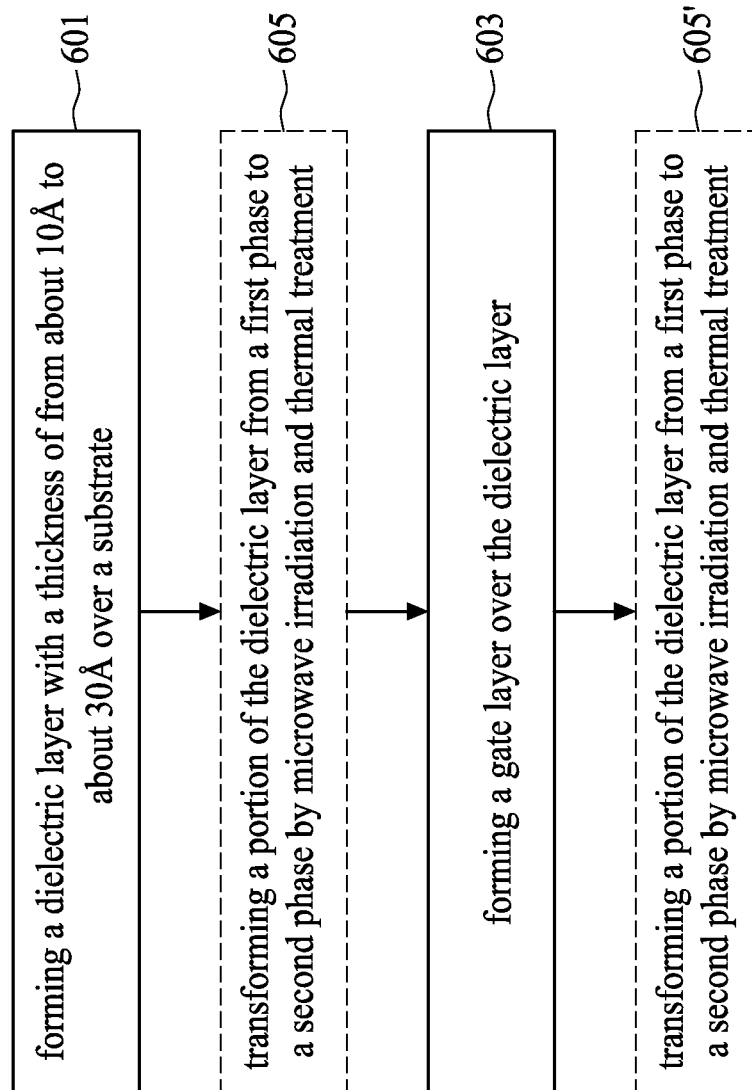 601
forming a dielectric layer with a thickness of from about 10Å to
about 30Å over a substrate
605
transforming a portion of the dielectric layer from a first phase to
a second phase by microwave irradiation and thermal treatment
603
forming a gate layer over the dielectric layer
605'
transforming a portion of the dielectric layer from a first phase to
a second phase by microwave irradiation and thermal treatment